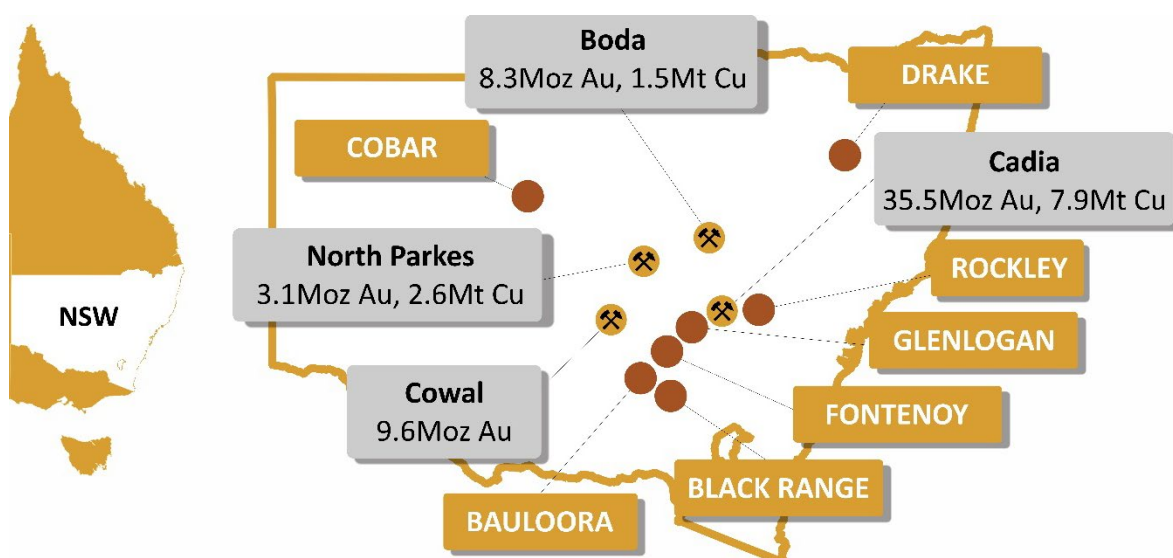 Boda
8.3Moz Au, 1.5Mt Cu
DRAKE
COBAR
Cadia
35.5Moz Au, 7.9Mt Cu
North Parkes
3.1Moz Au, 2.6Mt Cu
ROCKLEY
NSW
GLENLOGAN
Cowal
9.6Moz Au
FONTENOY
BLACK RANGE
BAULOORA